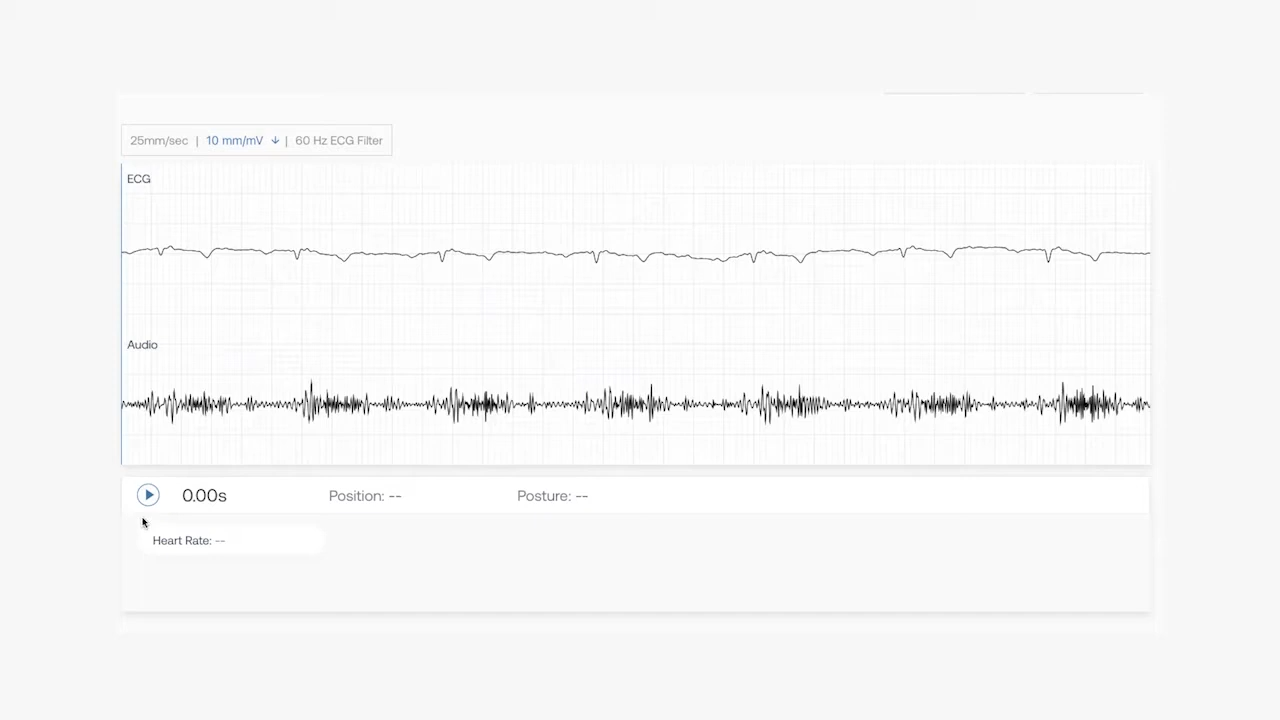 25mm/sec | 10 mm/mV ↓ | 60 Hz ECG Filter
ECG
Audio
0.00s Position: -- Posture: --
Heart Rate: --